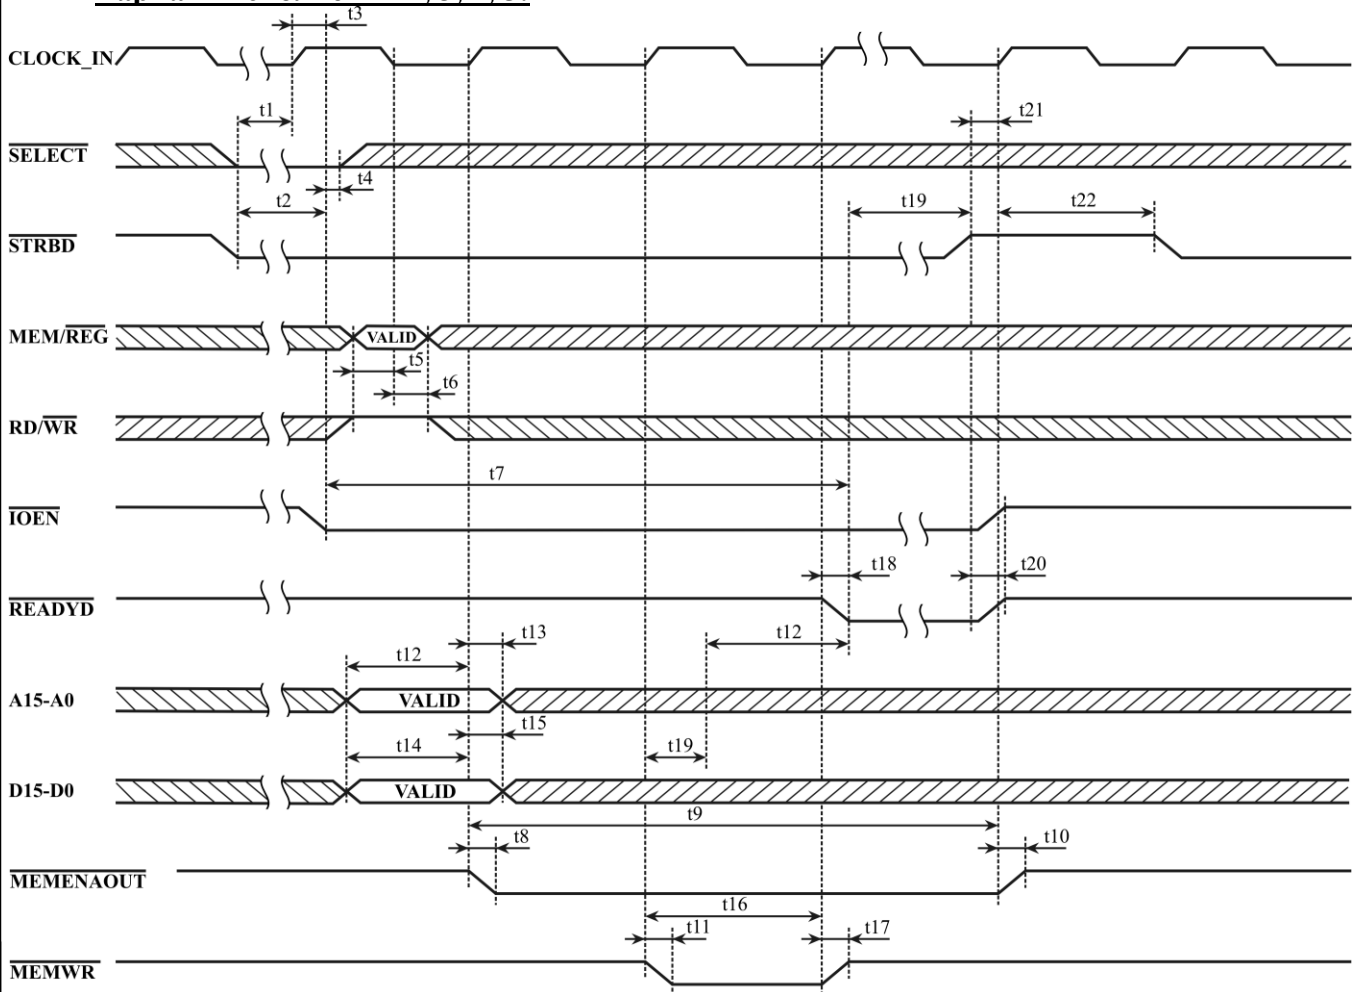 t3
CLOCK_IN
t1
t21
SELECT
t4
t2
t19
t22
STRBD
MEM/REG
VALID
t5
t6
RD/WR
t7
IOEN
t18
t20
READYD
t13
t12
t12
A15-A0
VALID
t15
t14
t19
D15-D0
VALID
t9
t8
t10
MEMENAOUT
t16
t11
t17
MEMWR